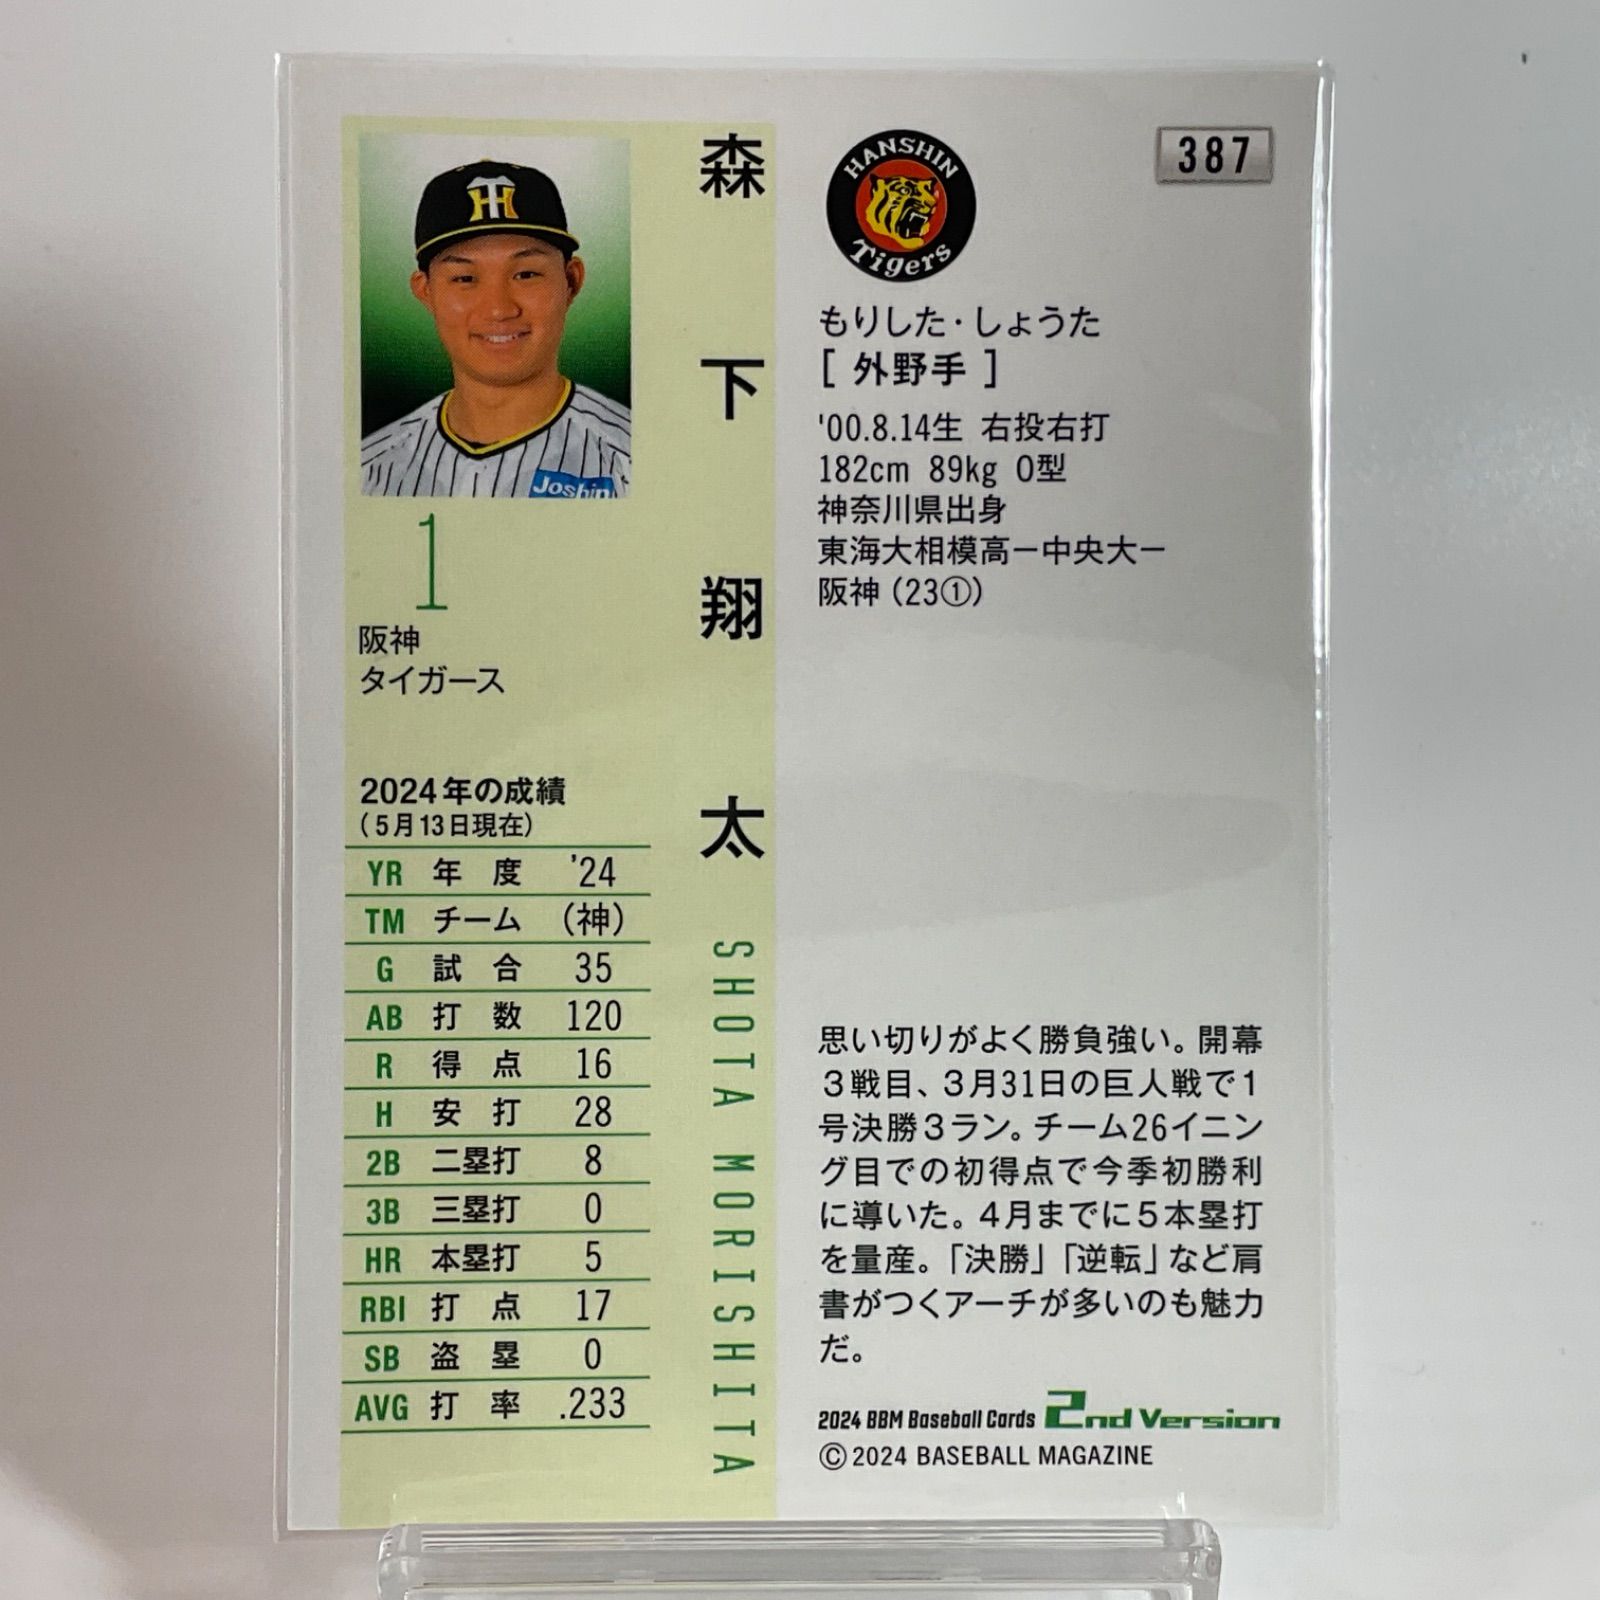 387
HANSHIN
Tigers
森下翔太
SHOTA MORISHITA
Joshin
1
阪神
タイガース
もりした・しょうた
[ 外野手 ]
'00.8.14生 右投右打
182cm 89kg O型
神奈川県出身
東海大相模高ー中央大ー
阪神(23①)
2024年の成績
(5月13日現在)
YR 年度 '24
TM チーム (神)
G 試合 35
AB 打数 120
R 得点 16
H 安打 28
2B 二塁打 8
3B 三塁打 0
HR 本塁打 5
RBI 打点 17
SB 盗塁 0
AVG 打率 .233
思い切りがよく勝負強い。開幕
3戦目、3月31日の巨人戦で1
号決勝3ラン。チーム26イニン
グ目での初得点で今季初勝利
に導いた。4月までに5本塁打
を量産。「決勝」「逆転」など肩
書がつくアーチが多いのも魅力
だ。
2024 BBM Baseball Cards 2nd Version
©2024 BASEBALL MAGAZINE